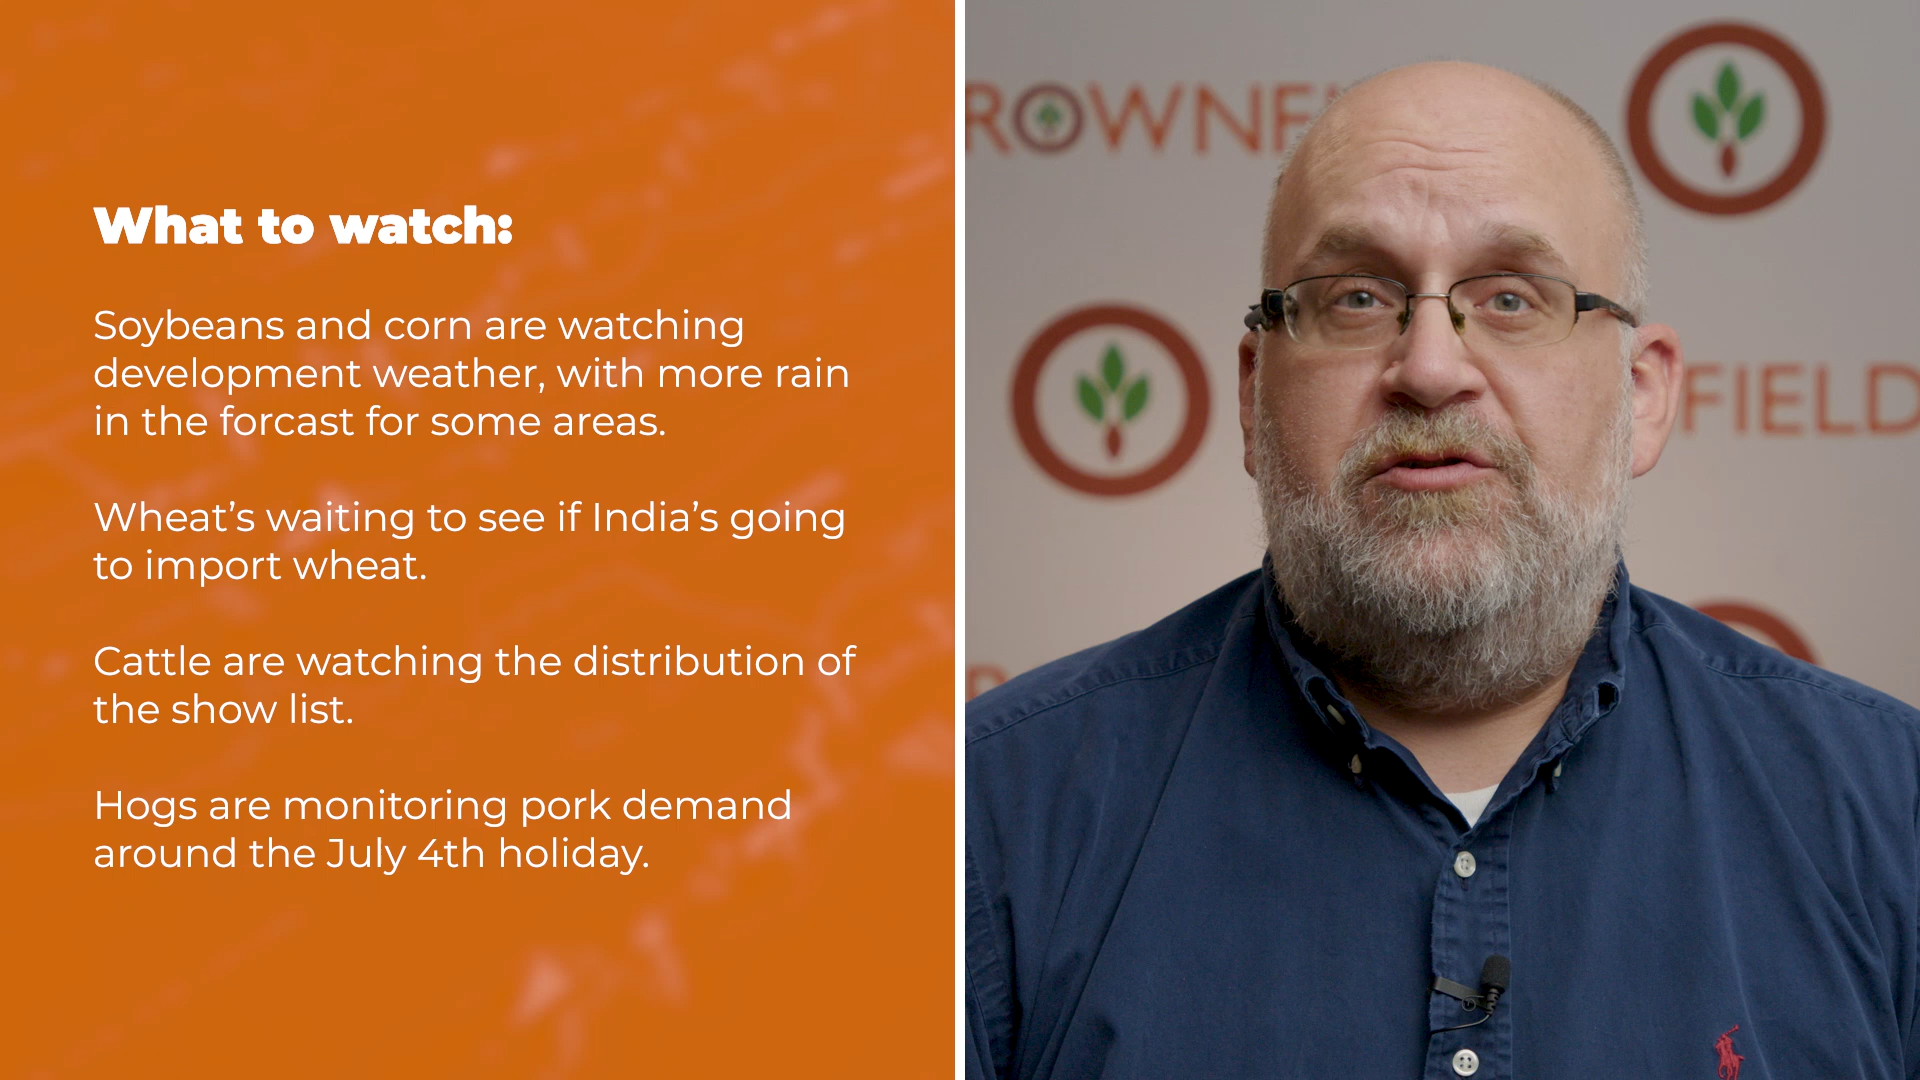 What to watch:
Soybeans and corn are watching
development weather, with more rain
in the forcast for some areas.
Wheat’s waiting to see if India’s going
to import wheat.
Cattle are watching the distribution of
the show list.
Hogs are monitoring pork demand
around the July 4th holiday.
ROWNF
FIELD